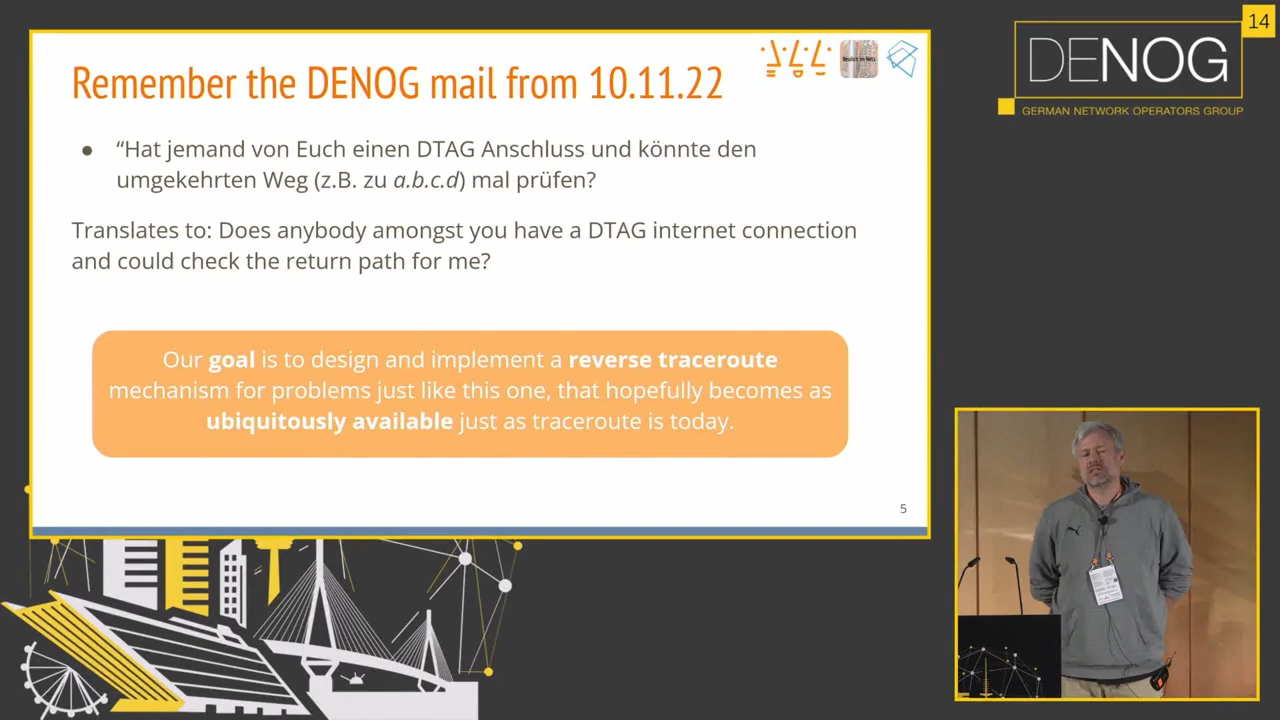 14
DENOG
GERMAN NETWORK OPERATORS GROUP
Remember the DENOG mail from 10.11.22
● “Hat jemand von Euch einen DTAG Anschluss und könnte den
umgekehrten Weg (z.B. zu a.b.c.d) mal prüfen?
Translates to: Does anybody amongst you have a DTAG internet connection
and could check the return path for me?
Our goal is to design and implement a reverse traceroute
mechanism for problems just like this one, that hopefully becomes as
ubiquitously available just as traceroute is today.
5